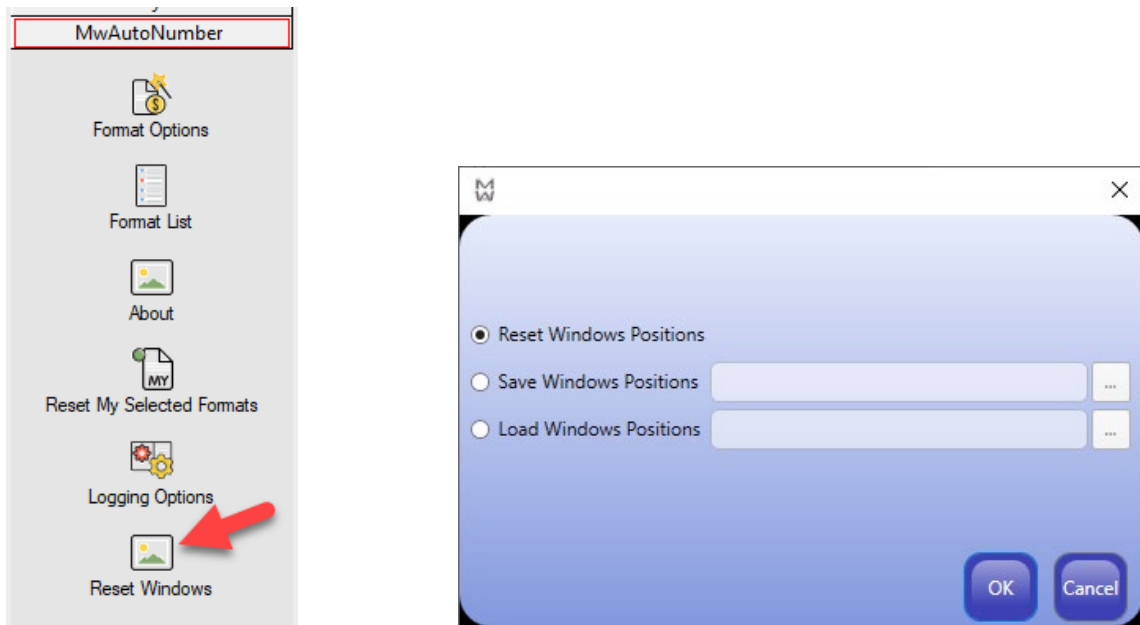 MwAutoNumber
Format Options
Format List
About
MY
Reset My Selected Formats
Logging Options
Reset Windows
MW
Reset Windows Positions
Save Windows Positions
...
Load Windows Positions
...
OK
Cancel